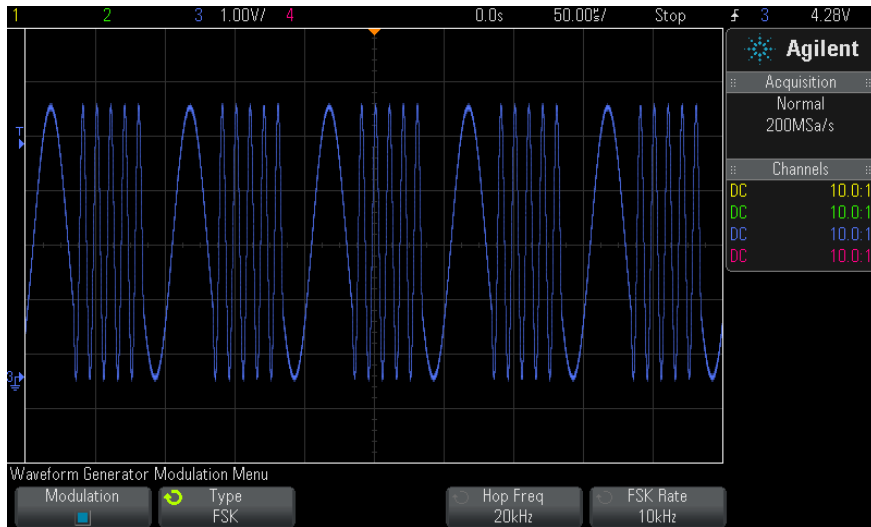 1 2 3 1.00V/ 4 0.0s 50.00µs/ Stop 3 4.28V
Agilent
Acquisition
Normal
200MSa/s
Channels
DC 10.0:1
DC 10.0:1
DC 10.0:1
DC 10.0:1
T
3
Waveform Generator Modulation Menu
Modulation Type Hop Freq FSK Rate
FSK 20kHz 10kHz